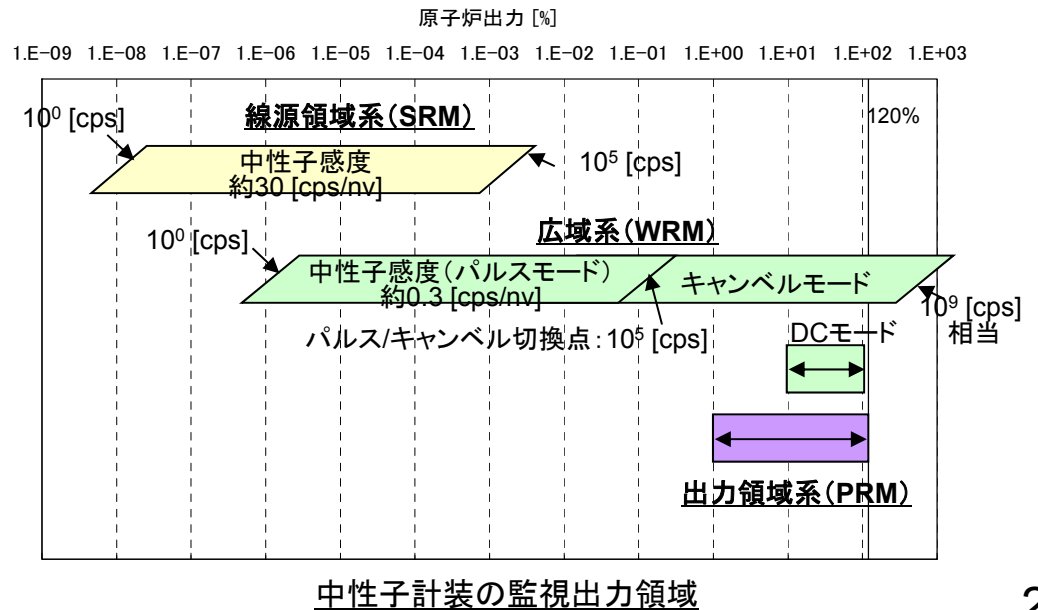 原子炉出力 [%]
1.E−09 1.E−08 1.E−07 1.E−06 1.E−05 1.E−04 1.E−03 1.E−02 1.E−01 1.E+00 1.E+01 1.E+02 1.E+03
120%
10⁰ [cps]
線源領域系（SRM）
中性子感度
約30 [cps/nv]
10⁵ [cps]
広域系（WRM）
10⁰ [cps]
中性子感度（パルスモード）
約0.3 [cps/nv]
キャンベルモード
10⁹ [cps]
相当
パルス/キャンベル切換点：10⁵ [cps]
DCモード
出力領域系（PRM）
中性子計装の監視出力領域
2